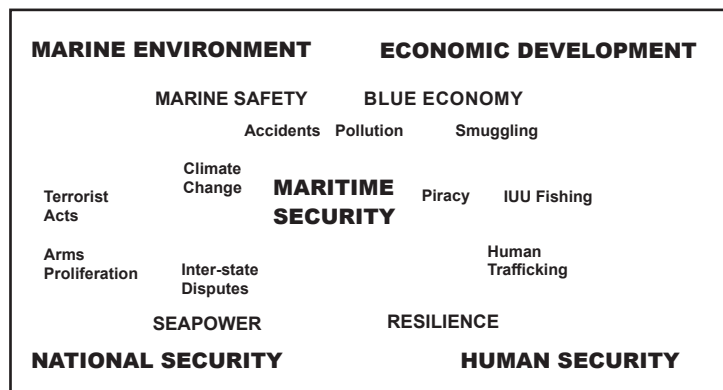 MARINE ENVIRONMENT
ECONOMIC DEVELOPMENT
MARINE SAFETY
BLUE ECONOMY
Accidents
Pollution
Smuggling
Climate
Change
MARITIME
SECURITY
Terrorist
Acts
Piracy
IUU Fishing
Arms
Proliferation
Inter-state
Disputes
Human
Trafficking
SEAPOWER
RESILIENCE
NATIONAL SECURITY
HUMAN SECURITY